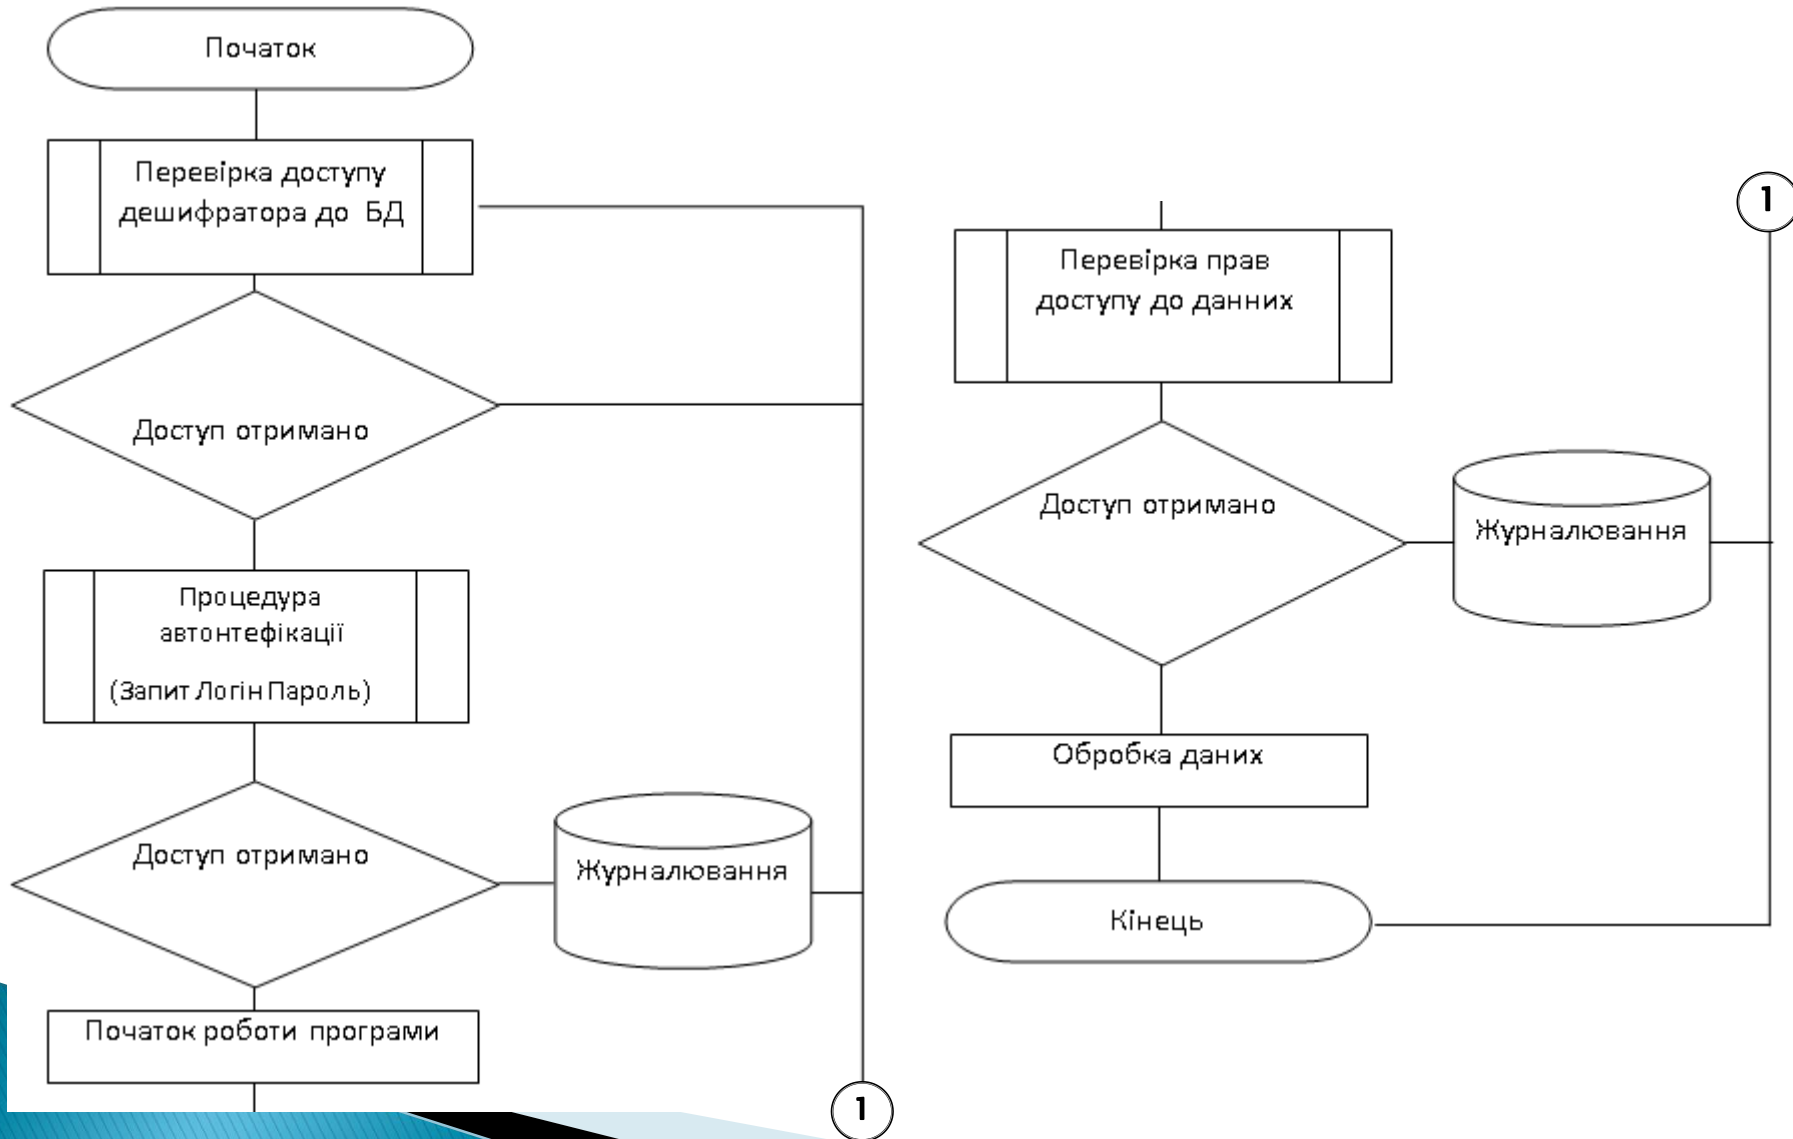 Початок
Перевірка доступу
дешифратора до БД
Доступ отримано
Процедура
автонтефікації
(Запит Логін Пароль)
Доступ отримано
Журналювання
Початок роботи програми
1
1
Перевірка прав
доступу до данних
Доступ отримано
Журналювання
Обробка даних
Кінець